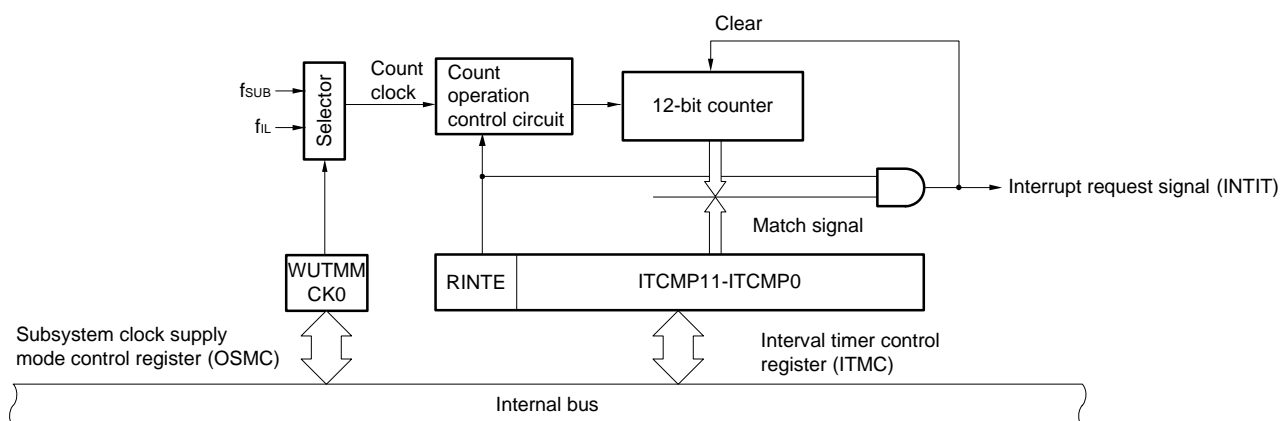 Clear
Count
clock
Count
operation
control circuit
12-bit counter
Selector
fSUB
fIL
Interrupt request signal (INTIT)
Match signal
WUTMM
CK0
RINTE
ITCMP11-ITCMP0
Subsystem clock supply
mode control register (OSMC)
Interval timer control
register (ITMC)
Internal bus